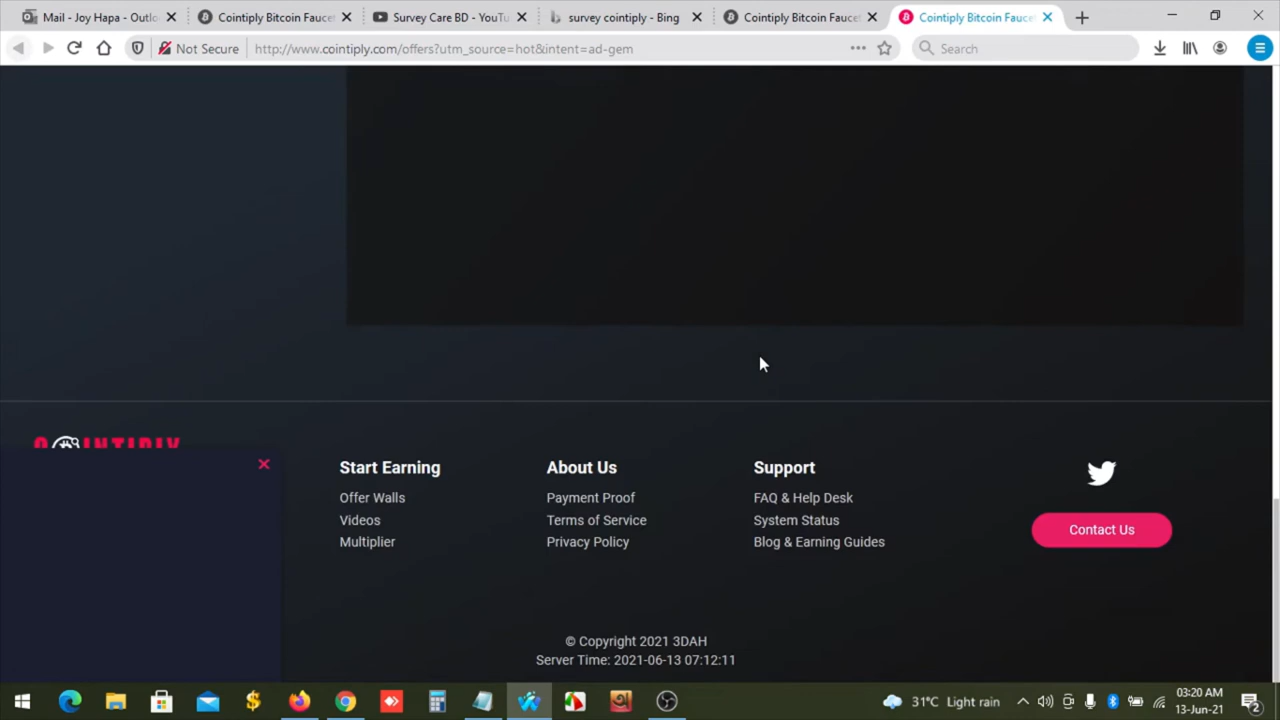 Mail - Joy Hapa - Outlo
Cointiply Bitcoin Fauce
Survey Care BD - YouTu
survey cointiply - Bing
Cointiply Bitcoin Fauce
Cointiply Bitcoin Fauce
Not Secure
http://www.cointiply.com/offers?utm_source=hot&intent=ad-gem
Search
COINTIPLY
Start Earning
Offer Walls
Videos
Multiplier
About Us
Payment Proof
Terms of Service
Privacy Policy
Support
FAQ & Help Desk
System Status
Blog & Earning Guides
Contact Us
© Copyright 2021 3DAH
Server Time: 2021-06-13 07:12:11
31°C Light rain
03:20 AM
13-Jun-21
2